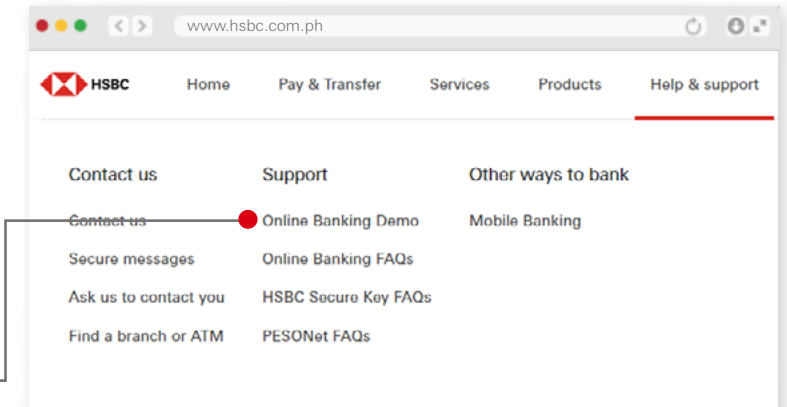 www.hsbc.com.ph
HSBC Home Pay & Transfer Services Products Help & support
Contact us Support Other ways to bank
Contact us Online Banking Demo Mobile Banking
Secure messages Online Banking FAQs
Ask us to contact you HSBC Secure Key FAQs
Find a branch or ATM PESONet FAQs